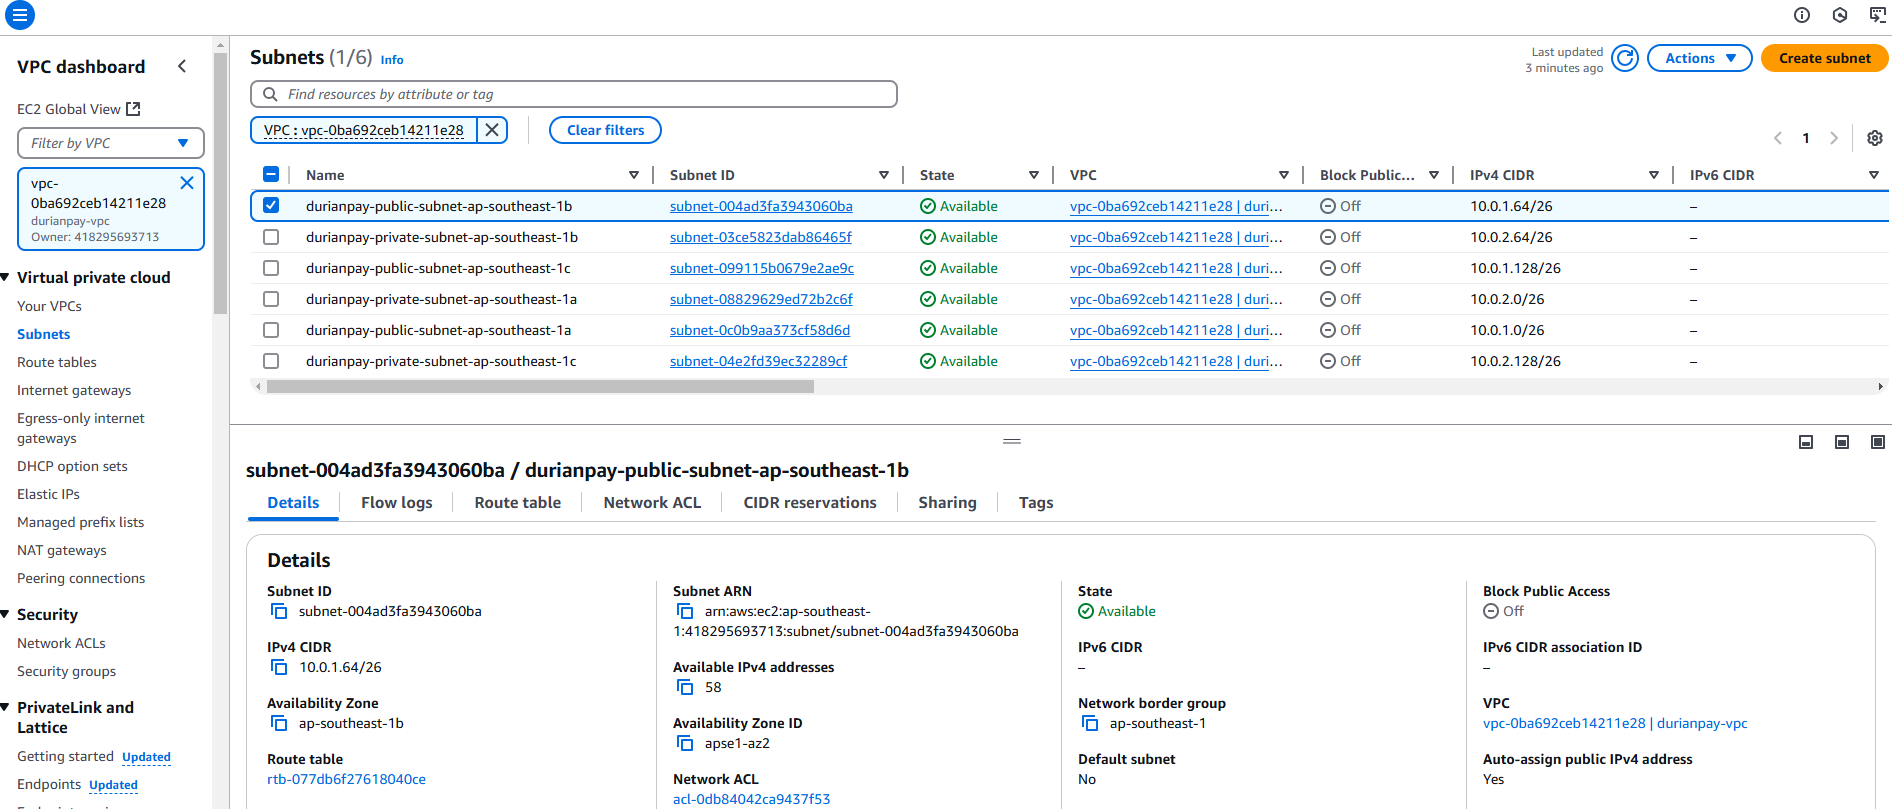 Subnets (1/6) Info
Last updated
3 minutes ago
Actions
Create subnet
VPC dashboard
EC2 Global View
Filter by VPC
vpc-
0ba692ceb14211e28
durianpay-vpc
Owner: 418295693713
Virtual private cloud
Your VPCs
Subnets
Route tables
Internet gateways
Egress-only internet
gateways
DHCP option sets
Elastic IPs
Managed prefix lists
NAT gateways
Peering connections
Security
Network ACLs
Security groups
PrivateLink and
Lattice
Getting started Updated
Endpoints Updated
Find resources by attribute or tag
VPC : vpc-0ba692ceb14211e28
Clear filters
1
Name Subnet ID State VPC Block Public... IPv4 CIDR IPv6 CIDR
durianpay-public-subnet-ap-southeast-1b subnet-004ad3fa3943060ba Available vpc-0ba692ceb14211e28 | duri... Off 10.0.1.64/26 –
durianpay-private-subnet-ap-southeast-1b subnet-03ce5823dab86465f Available vpc-0ba692ceb14211e28 | duri... Off 10.0.2.64/26 –
durianpay-public-subnet-ap-southeast-1c subnet-099115b0679e2ae9c Available vpc-0ba692ceb14211e28 | duri... Off 10.0.1.128/26 –
durianpay-private-subnet-ap-southeast-1a subnet-08829629ed72b2c6f Available vpc-0ba692ceb14211e28 | duri... Off 10.0.2.0/26 –
durianpay-public-subnet-ap-southeast-1a subnet-0c0b9aa373cf58d6d Available vpc-0ba692ceb14211e28 | duri... Off 10.0.1.0/26 –
durianpay-private-subnet-ap-southeast-1c subnet-04e2fd39ec32289cf Available vpc-0ba692ceb14211e28 | duri... Off 10.0.2.128/26 –
subnet-004ad3fa3943060ba / durianpay-public-subnet-ap-southeast-1b
Details Flow logs Route table Network ACL CIDR reservations Sharing Tags
Details
Subnet ID
subnet-004ad3fa3943060ba
IPv4 CIDR
10.0.1.64/26
Availability Zone
ap-southeast-1b
Route table
rtb-077db6f27618040ce
Subnet ARN
arn:aws:ec2:ap-southeast-
1:418295693713:subnet/subnet-004ad3fa3943060ba
Available IPv4 addresses
58
Availability Zone ID
apse1-az2
Network ACL
acl-0db84042ca9437f53
State
Available
IPv6 CIDR
–
Network border group
ap-southeast-1
Default subnet
No
Block Public Access
Off
IPv6 CIDR association ID
–
VPC
vpc-0ba692ceb14211e28 | durianpay-vpc
Auto-assign public IPv4 address
Yes